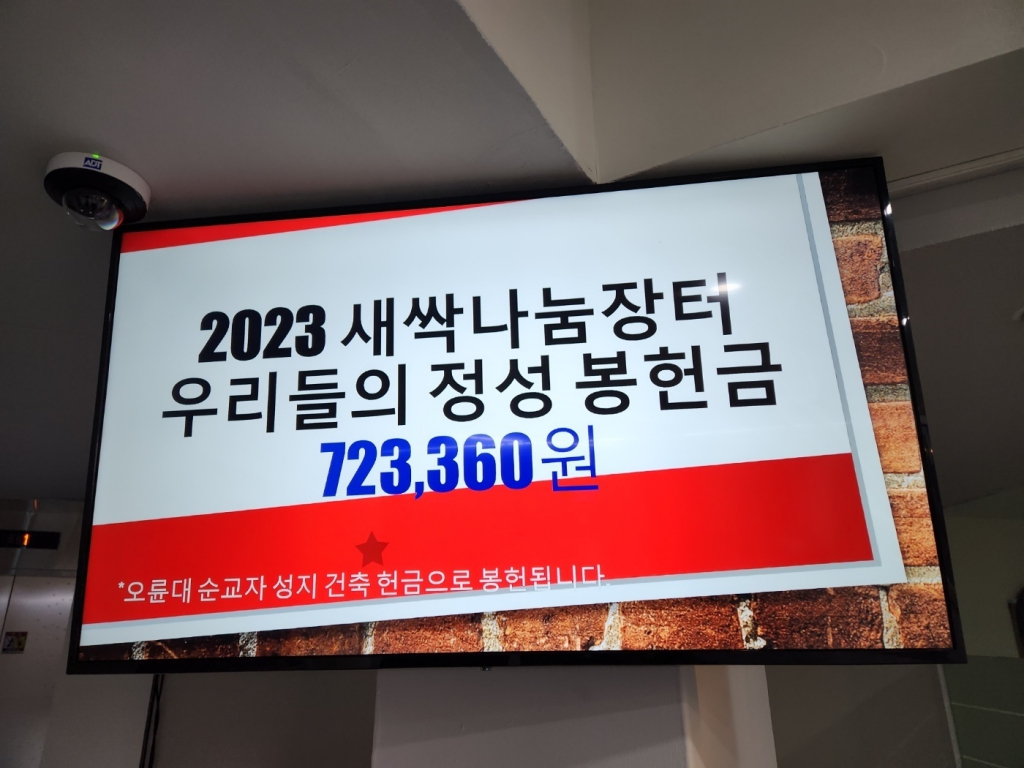 ADT
2023 새싹나눔장터
우리들의 정성 봉헌금
723,360원
*오륜대 순교자 성지 건축 헌금으로 봉헌됩니다.
1